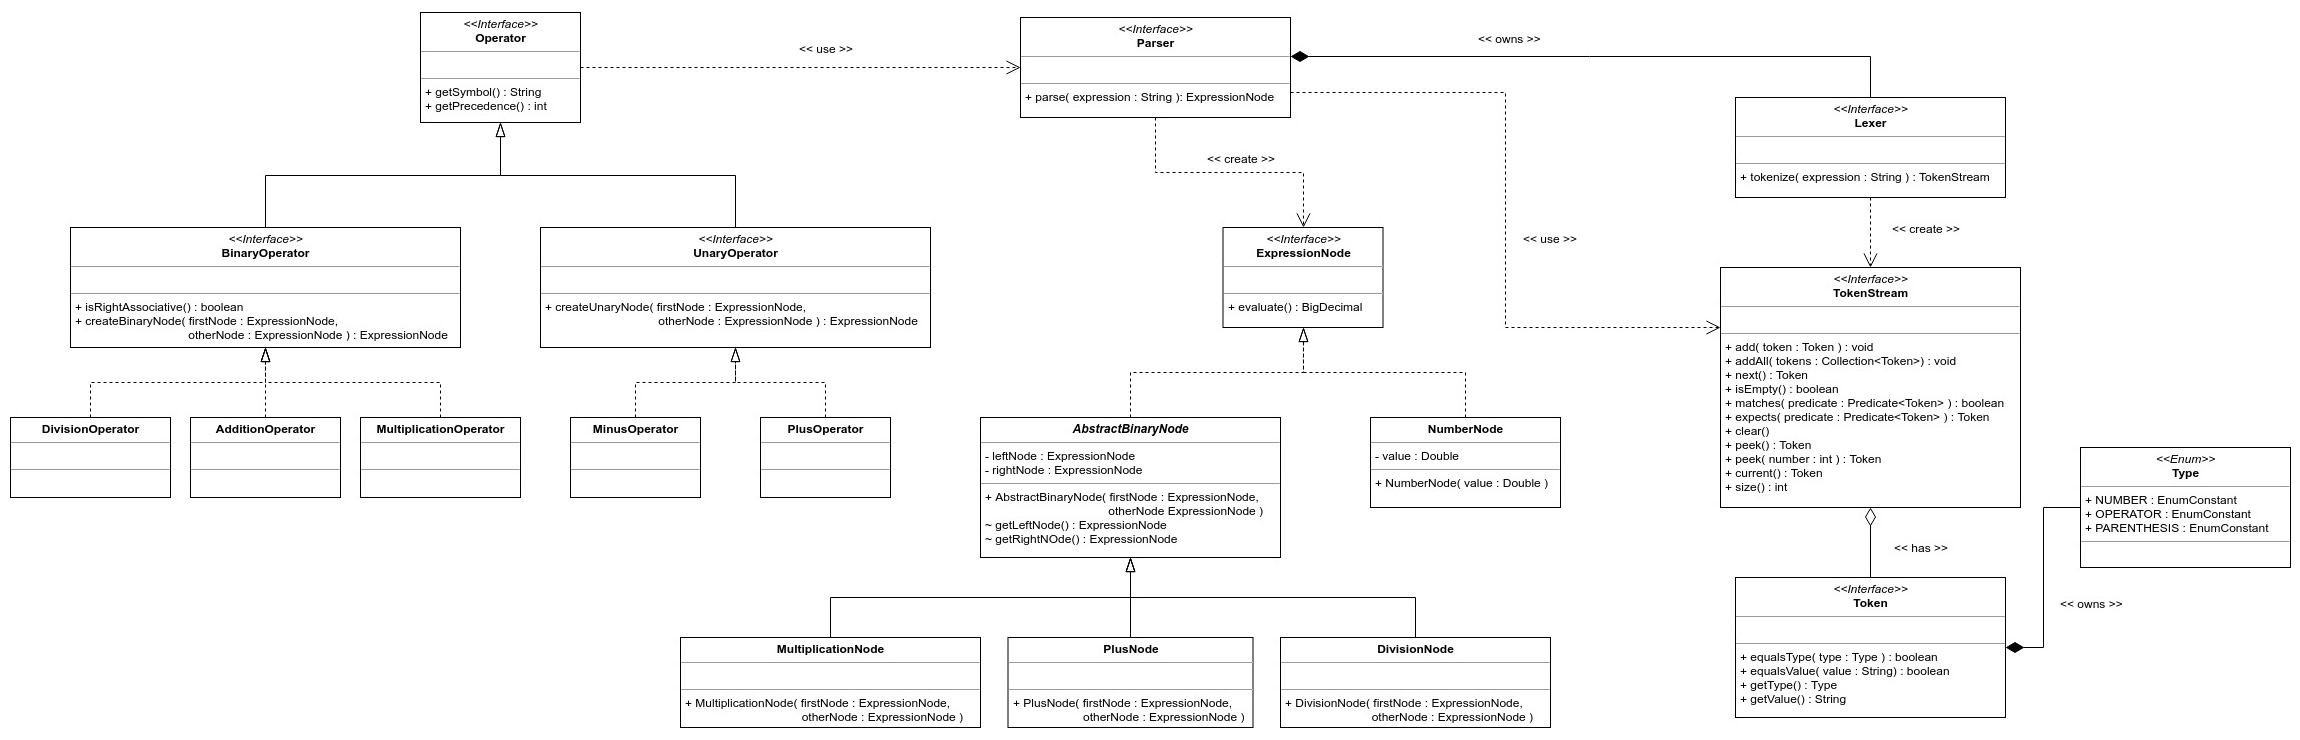 <<Interface>>
Operator
+ getSymbol() : String
+ getPrecedence() : int
<< use >>
<<Interface>>
Parser
+ parse( expression : String ): ExpressionNode
<< owns >>
<<Interface>>
Lexer
+ tokenize( expression : String ) : TokenStream
<< create >>
<< use >>
<< create >>
<<Interface>>
BinaryOperator
+ isRightAssociative() : boolean
+ createBinaryNode( firstNode : ExpressionNode,
otherNode : ExpressionNode ) : ExpressionNode
<<Interface>>
UnaryOperator
+ createUnaryNode( firstNode : ExpressionNode,
otherNode : ExpressionNode ) : ExpressionNode
<<Interface>>
ExpressionNode
+ evaluate() : BigDecimal
<<Interface>>
TokenStream
+ add( token : Token ) : void
+ addAll( tokens : Collection<Token>) : void
+ next() : Token
+ isEmpty() : boolean
+ matches( predicate : Predicate<Token> ) : boolean
+ expects( predicate : Predicate<Token> ) : Token
+ clear()
+ peek() : Token
+ peek( number : int ) : Token
+ current() : Token
+ size() : int
DivisionOperator
AdditionOperator
MultiplicationOperator
MinusOperator
PlusOperator
AbstractBinaryNode
- leftNode : ExpressionNode
- rightNode : ExpressionNode
+ AbstractBinaryNode( firstNode : ExpressionNode,
otherNode ExpressionNode )
~ getLeftNode() : ExpressionNode
~ getRightNOde() : ExpressionNode
NumberNode
- value : Double
+ NumberNode( value : Double )
<<Enum>>
Type
+ NUMBER : EnumConstant
+ OPERATOR : EnumConstant
+ PARENTHESIS : EnumConstant
<< has >>
<< owns >>
<<Interface>>
Token
+ equalsType( type : Type ) : boolean
+ equalsValue( value : String) : boolean
+ getType() : Type
+ getValue() : String
MultiplicationNode
+ MultiplicationNode( firstNode : ExpressionNode,
otherNode : ExpressionNode )
PlusNode
+ PlusNode( firstNode : ExpressionNode,
otherNode : ExpressionNode )
DivisionNode
+ DivisionNode( firstNode : ExpressionNode,
otherNode : ExpressionNode )